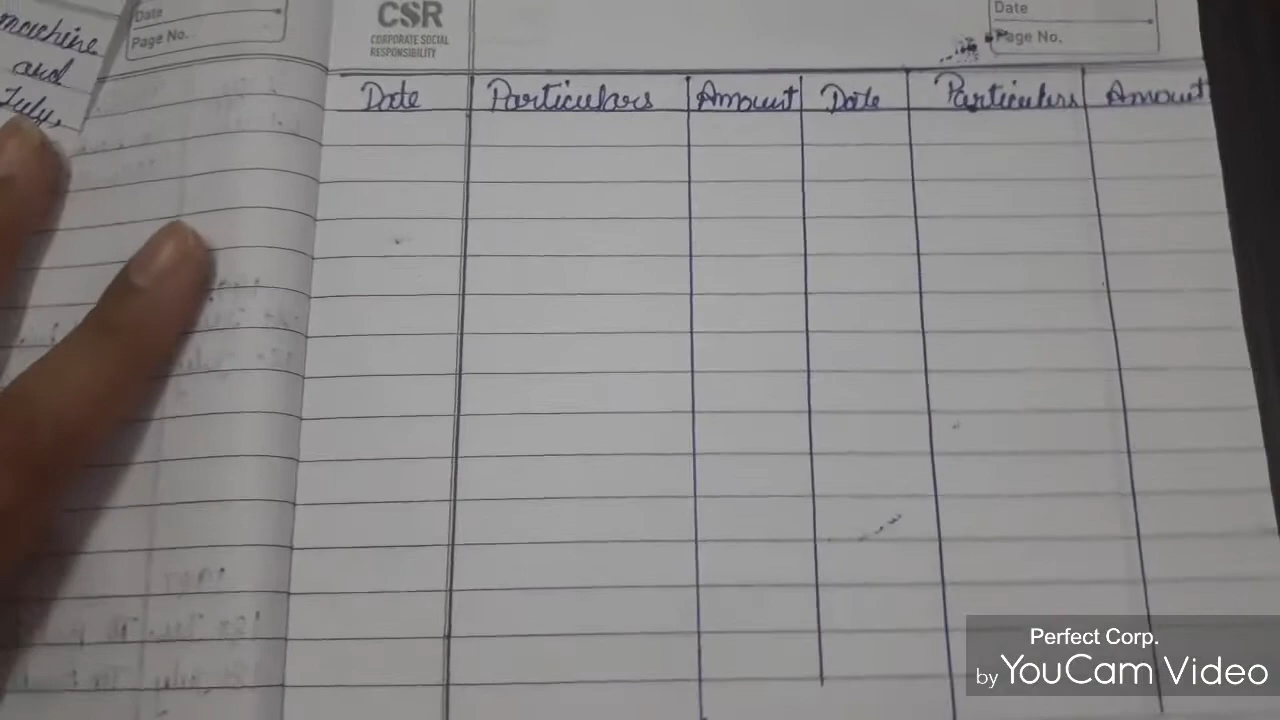 machine
and
July,
Date
Page No.
CSR
CORPORATE SOCIAL
RESPONSIBILITY
Date
Page No.
Date Particulars Amount Date Particulars Amount
Perfect Corp.
by YouCam Video